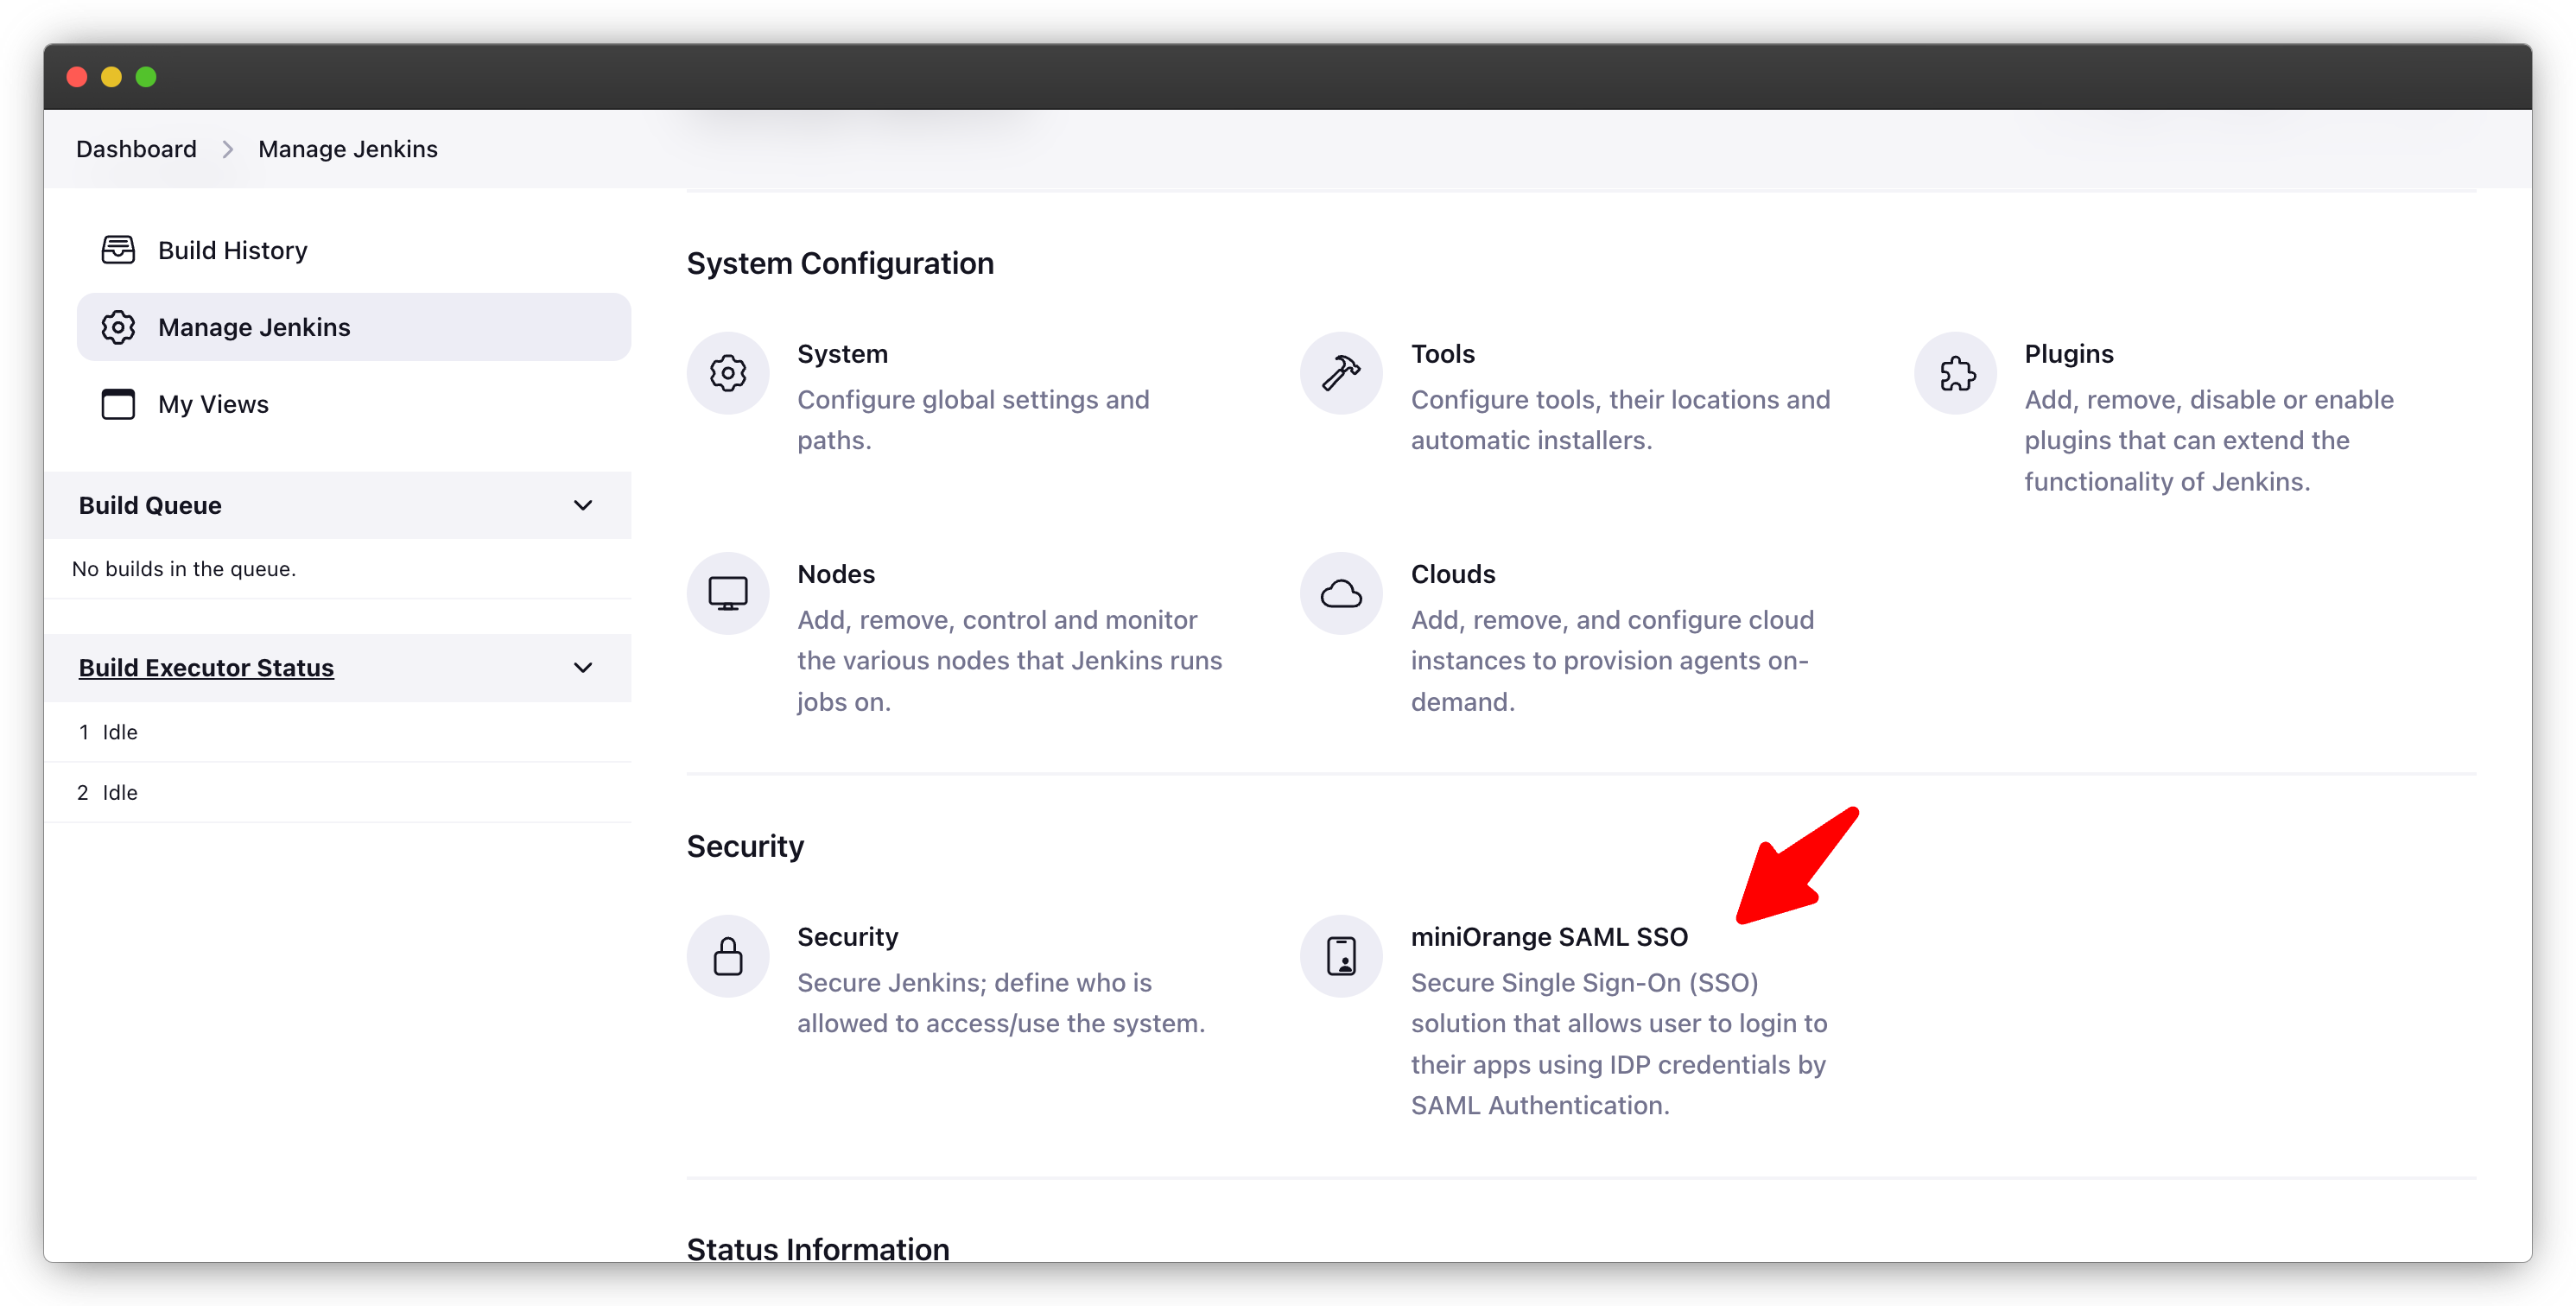 Dashboard > Manage Jenkins
Build History
Manage Jenkins
My Views
Build Queue
No builds in the queue.
Build Executor Status
1 Idle
2 Idle
System Configuration
System
Configure global settings and
paths.
Tools
Configure tools, their locations and
automatic installers.
Plugins
Add, remove, disable or enable
plugins that can extend the
functionality of Jenkins.
Nodes
Add, remove, control and monitor
the various nodes that Jenkins runs
jobs on.
Clouds
Add, remove, and configure cloud
instances to provision agents on-
demand.
Security
Security
Secure Jenkins; define who is
allowed to access/use the system.
miniOrange SAML SSO
Secure Single Sign-On (SSO)
solution that allows user to login to
their apps using IDP credentials by
SAML Authentication.
Status Information